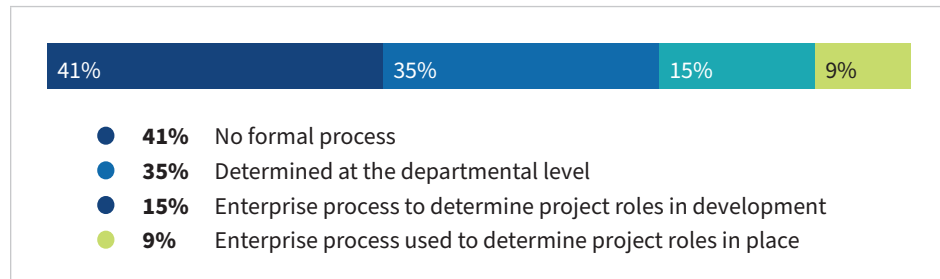 41% 35% 15% 9%
41% No formal process
35% Determined at the departmental level
15% Enterprise process to determine project roles in development
9% Enterprise process used to determine project roles in place